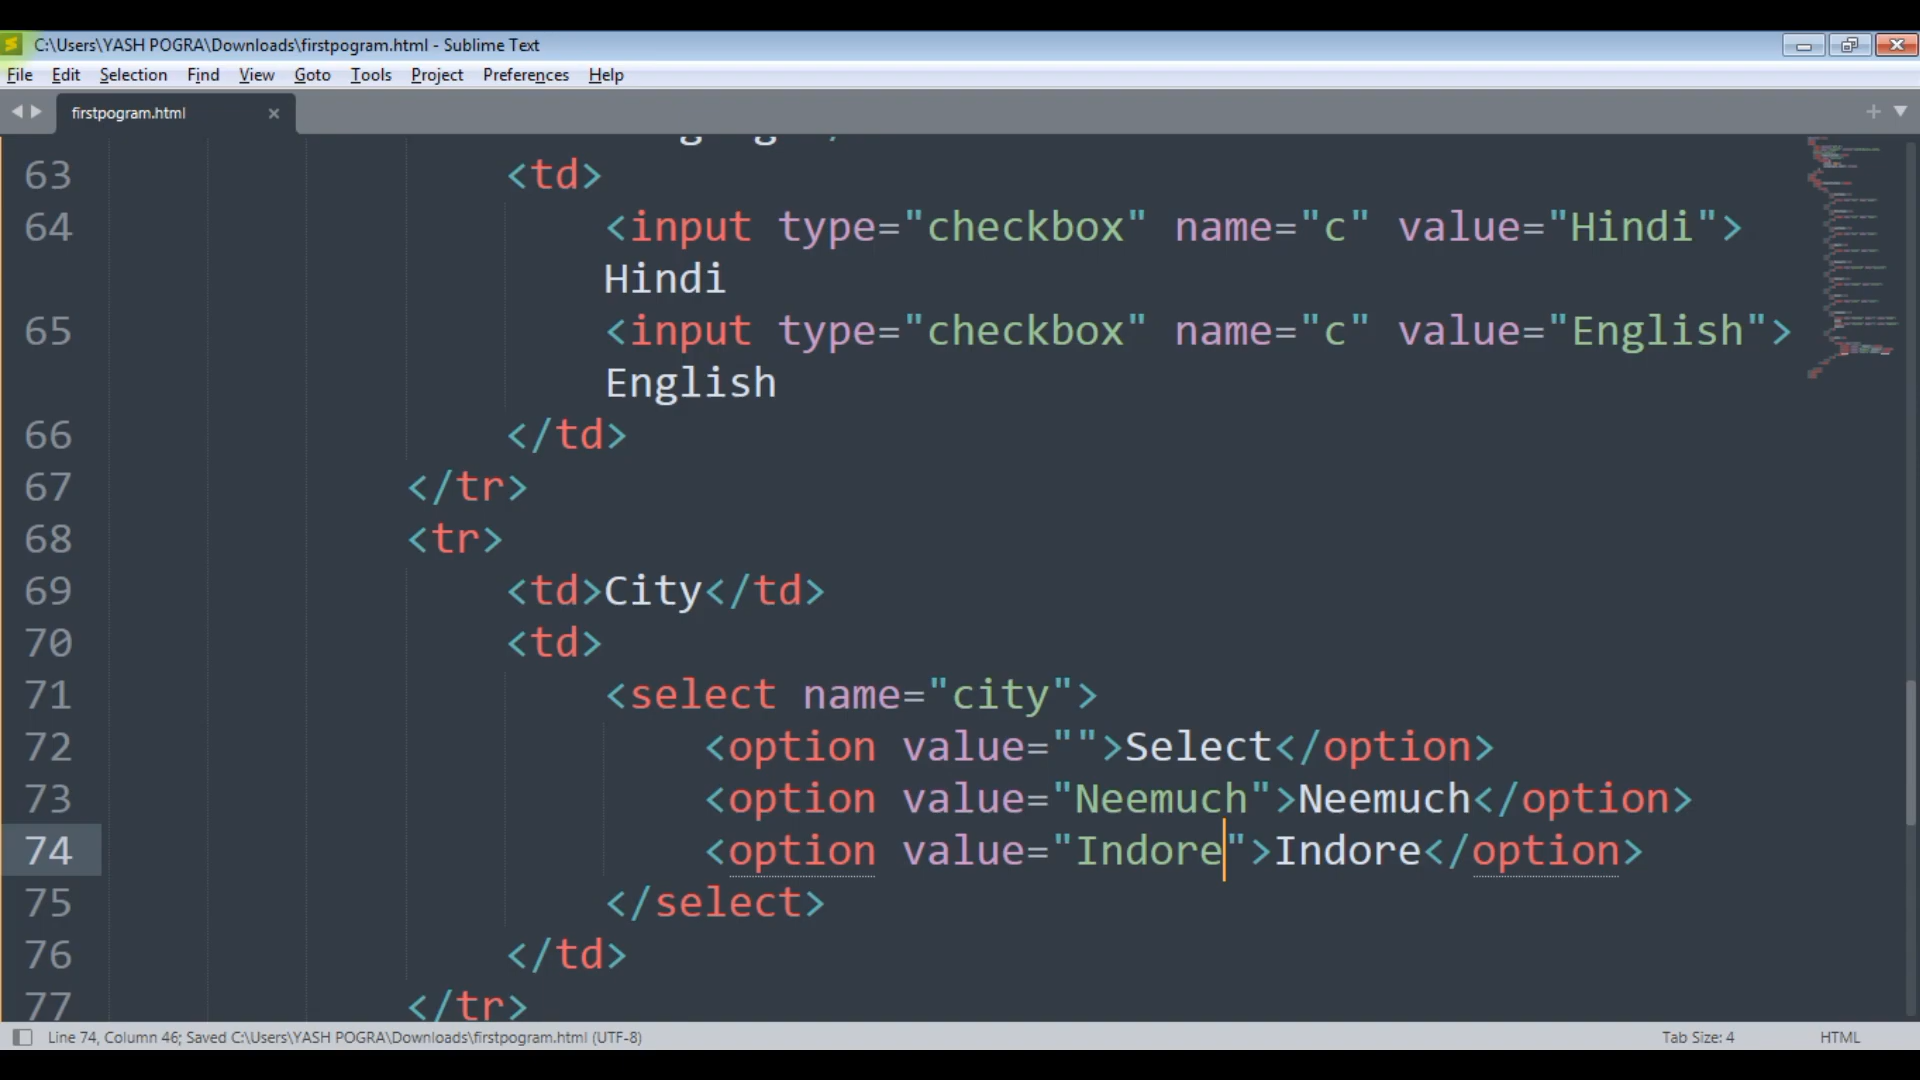 C:\Users\YASH POGRA\Downloads\firstpogram.html - Sublime Text
File Edit Selection Find View Goto Tools Project Preferences Help
firstpogram.html
63 <td>
64 <input type="checkbox" name="c" value="Hindi">
Hindi
65 <input type="checkbox" name="c" value="English">
English
66 </td>
67 </tr>
68 <tr>
69 <td>City</td>
70 <td>
71 <select name="city">
72 <option value="">Select</option>
73 <option value="Neemuch">Neemuch</option>
74 <option value="Indore">Indore</option>
75 </select>
76 </td>
77 </tr>
Line 74, Column 46; Saved C:\Users\YASH POGRA\Downloads\firstpogram.html (UTF-8) Tab Size: 4 HTML